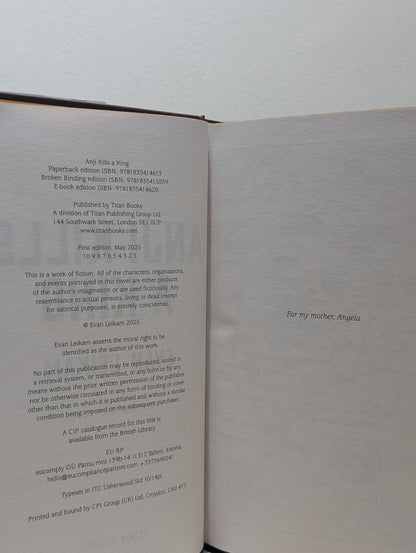 Anji Kills a King
Paperback edition ISBN: 9781835414613
Broken Binding edition ISBN: 9781835415559
E-book edition ISBN: 9781835414620
Published by Titan Books
A division of Titan Publishing Group Ltd
144 Southwark Street, London SE1 0UP
www.titanbooks.com
First edition: May 2025
10 9 8 7 6 5 4 3 2 1
This is a work of fiction. All of the characters, organizations,
and events portrayed in this novel are either products
of the author's imagination or are used fictitiously. Any
resemblance to actual persons, living or dead (except
for satirical purposes), is entirely coincidental.
© Evan Leikam 2025
Evan Leikam asserts the moral right to be
identified as the author of this work.
No part of this publication may be reproduced, stored in
a retrieval system, or transmitted, in any form or by any
means without the prior written permission of the publisher,
nor be otherwise circulated in any form of binding or cover
other than that in which it is published and without a similar
condition being imposed on the subsequent purchaser.
A CIP catalogue record for this title is
available from the British Library.
EU RP
eucomply OÜ Pärnu mnt 139b-14 11317 Tallinn, Estonia
hello@eucompliancepartner.com +3375690241
Typeset in ITC Usherwood Std 10/14pt.
Printed and bound by CPI Group (UK) Ltd, Croydon, CR0 4YY.
For my mother, Angela